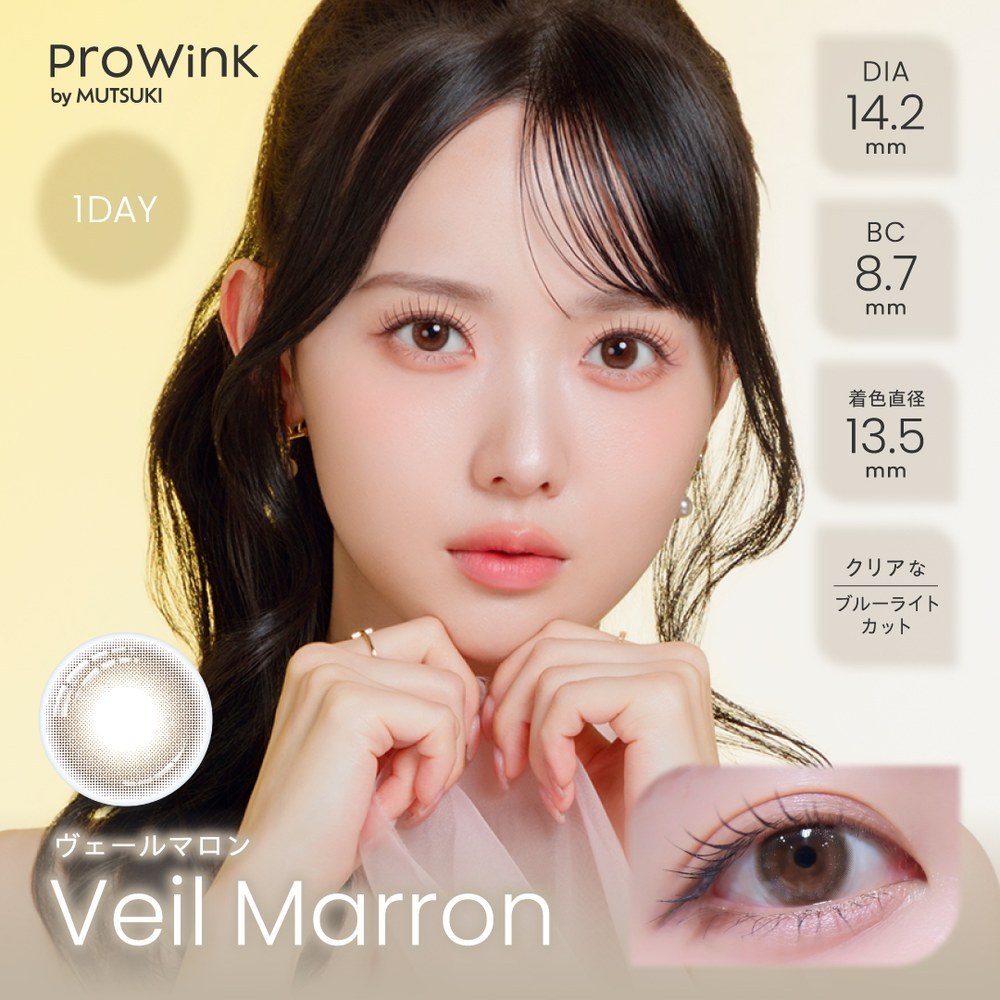 ProWink
by MUTSUKI
1DAY
DIA
14.2
mm
BC
8.7
mm
着色直径
13.5
mm
クリアな
ブルーライト
カット
ヴェールマロン
Veil Marron